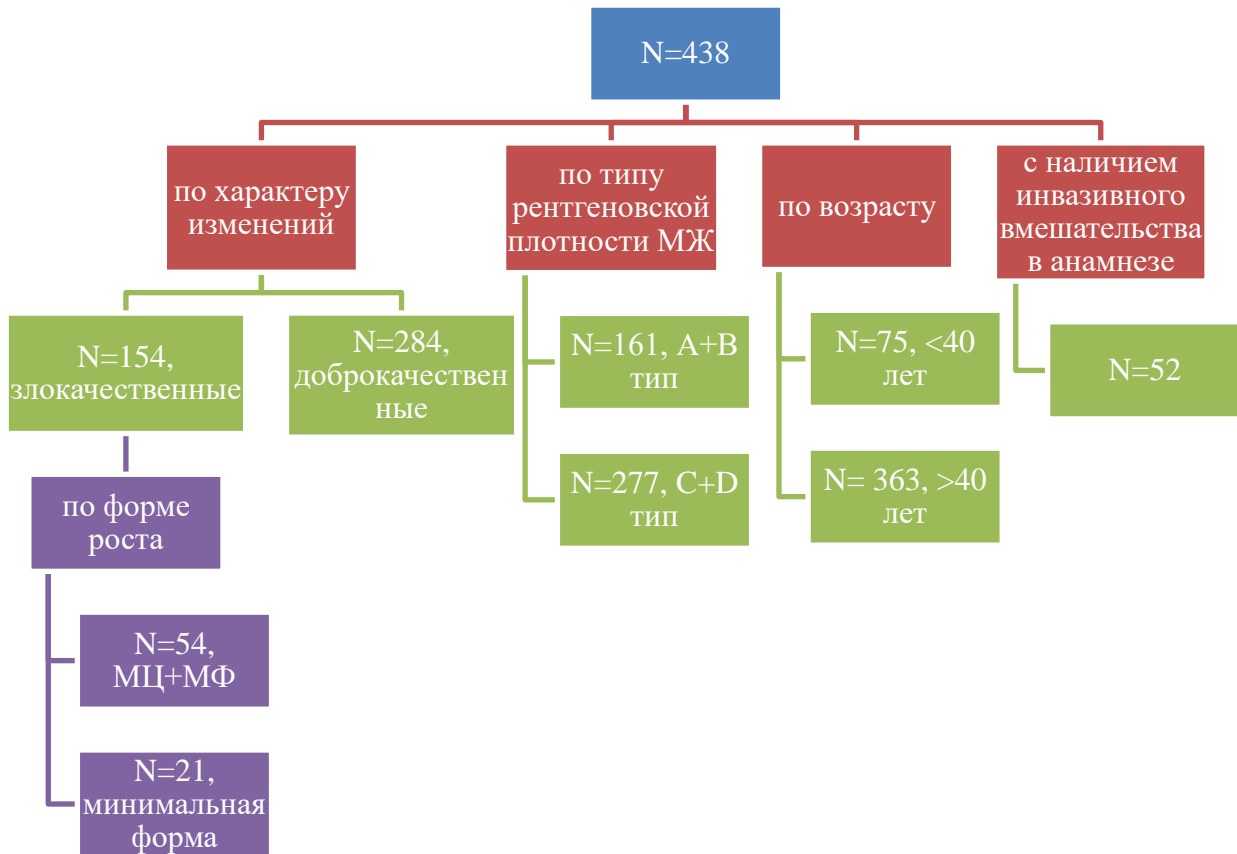 N=438
по характеру
изменений
по типу
рентгеновской
плотности МЖ
по возрасту
с наличием
инвазивного
вмешательства
в анамнезе
N=154,
злокачественные
N=284,
доброкачествен
ные
N=161, A+B
тип
N=277, C+D
тип
N=75, <40
лет
N= 363, >40
лет
N=52
по форме
роста
N=54,
МЦ+МФ
N=21,
минимальная
форма